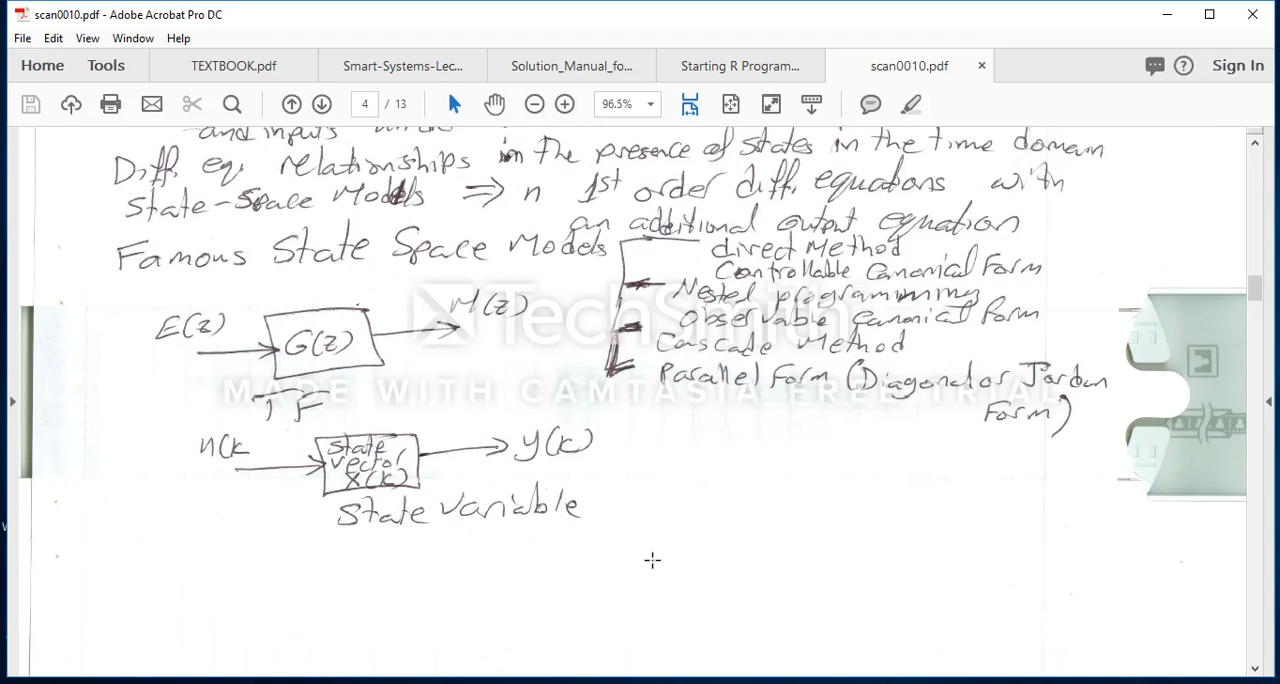 scan0010.pdf - Adobe Acrobat Pro DC
File Edit View Window Help
Home Tools TEXTBOOK.pdf Smart-Systems-Lec... Solution_Manual_fo... Starting R Program... scan0010.pdf × Sign In
4 / 13 96.5%
and inputs
Diff. eq. relationships in the presence of states in the time domain
State-Space Models ⇒ n 1st order diff. equations with
an additional output equation
Famous State Space Models
direct Method
Controllable Canonical Form
Nested programming
Observable Canonical Form
Cascade Method
Parallel Form (Diagonal or Jordan
Form)
E(z) G(z) M(z)
TF
u(k State vector X(k) y(k)
State variable
TechSmith
MADE WITH CAMTASIA FREE TRIAL